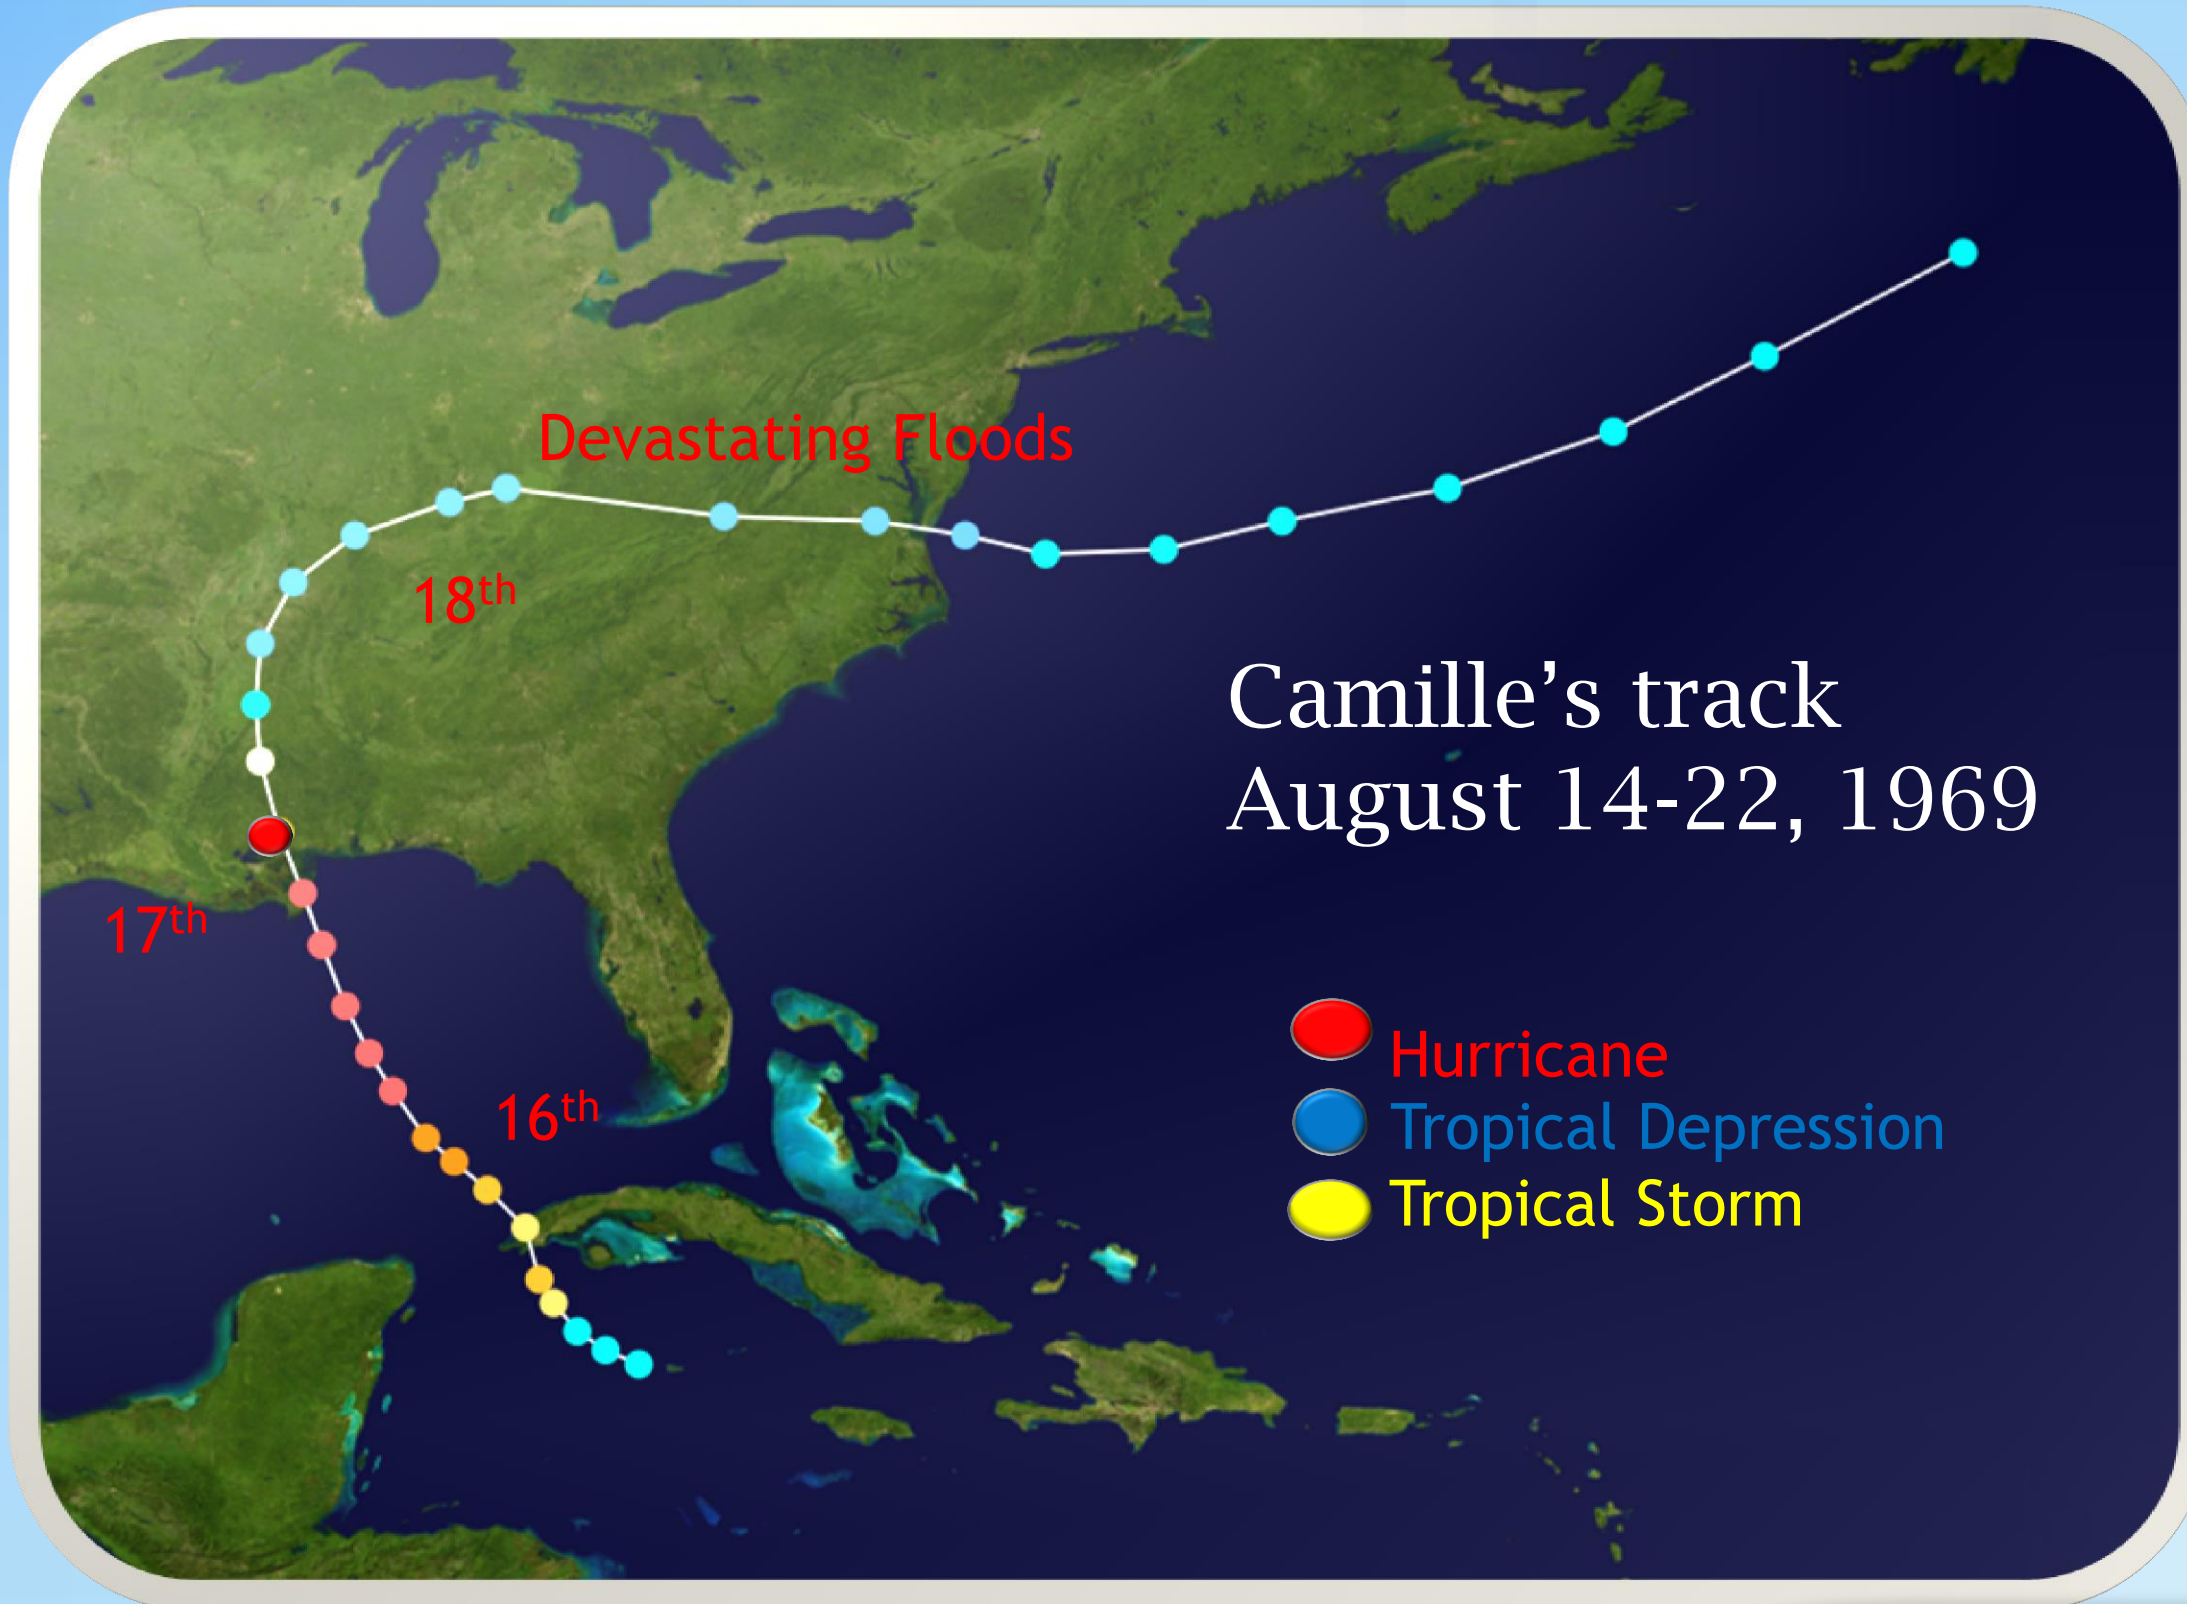 Devastating Floods
18th
Camille’s track
August 14-22, 1969
17th
16th
Hurricane
Tropical Depression
Tropical Storm